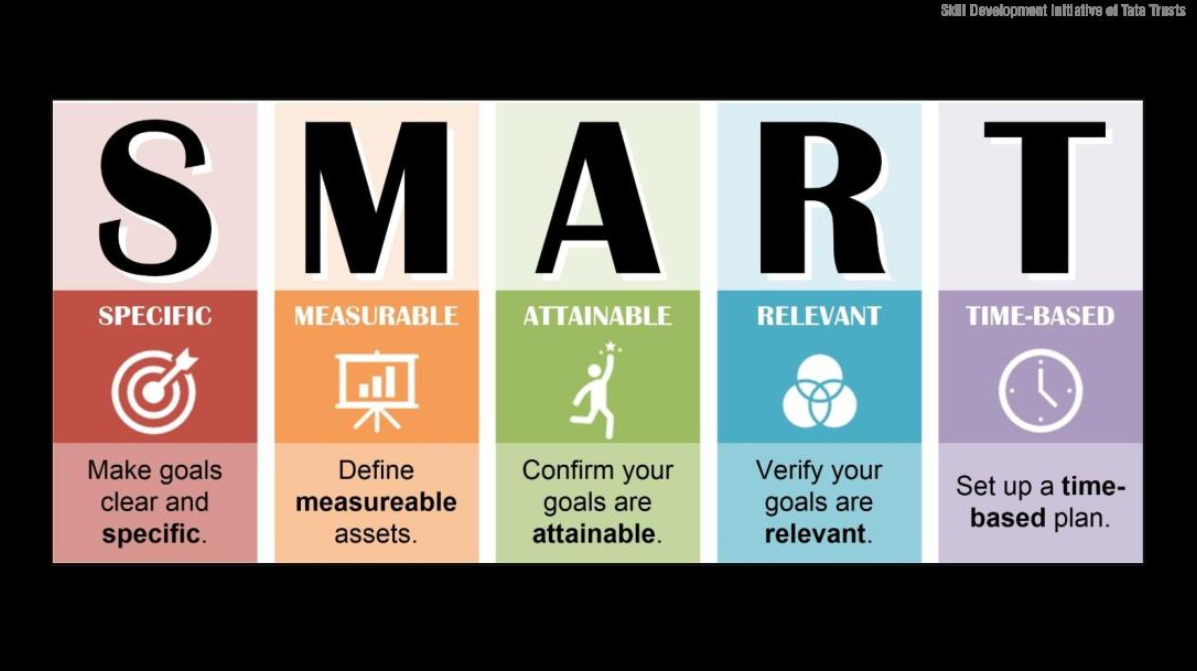 Skill Development Initiative of Tata Trusts
S M A R T
SPECIFIC
Make goals
clear and
specific.
MEASURABLE
Define
measureable
assets.
ATTAINABLE
Confirm your
goals are
attainable.
RELEVANT
Verify your
goals are
relevant.
TIME-BASED
Set up a time-
based plan.